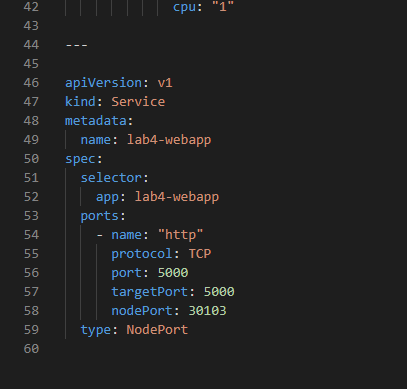 42 cpu: "1"
43
44 ---
45
46 apiVersion: v1
47 kind: Service
48 metadata:
49   name: lab4-webapp
50 spec:
51   selector:
52     app: lab4-webapp
53   ports:
54     - name: "http"
55       protocol: TCP
56       port: 5000
57       targetPort: 5000
58       nodePort: 30103
59   type: NodePort
60